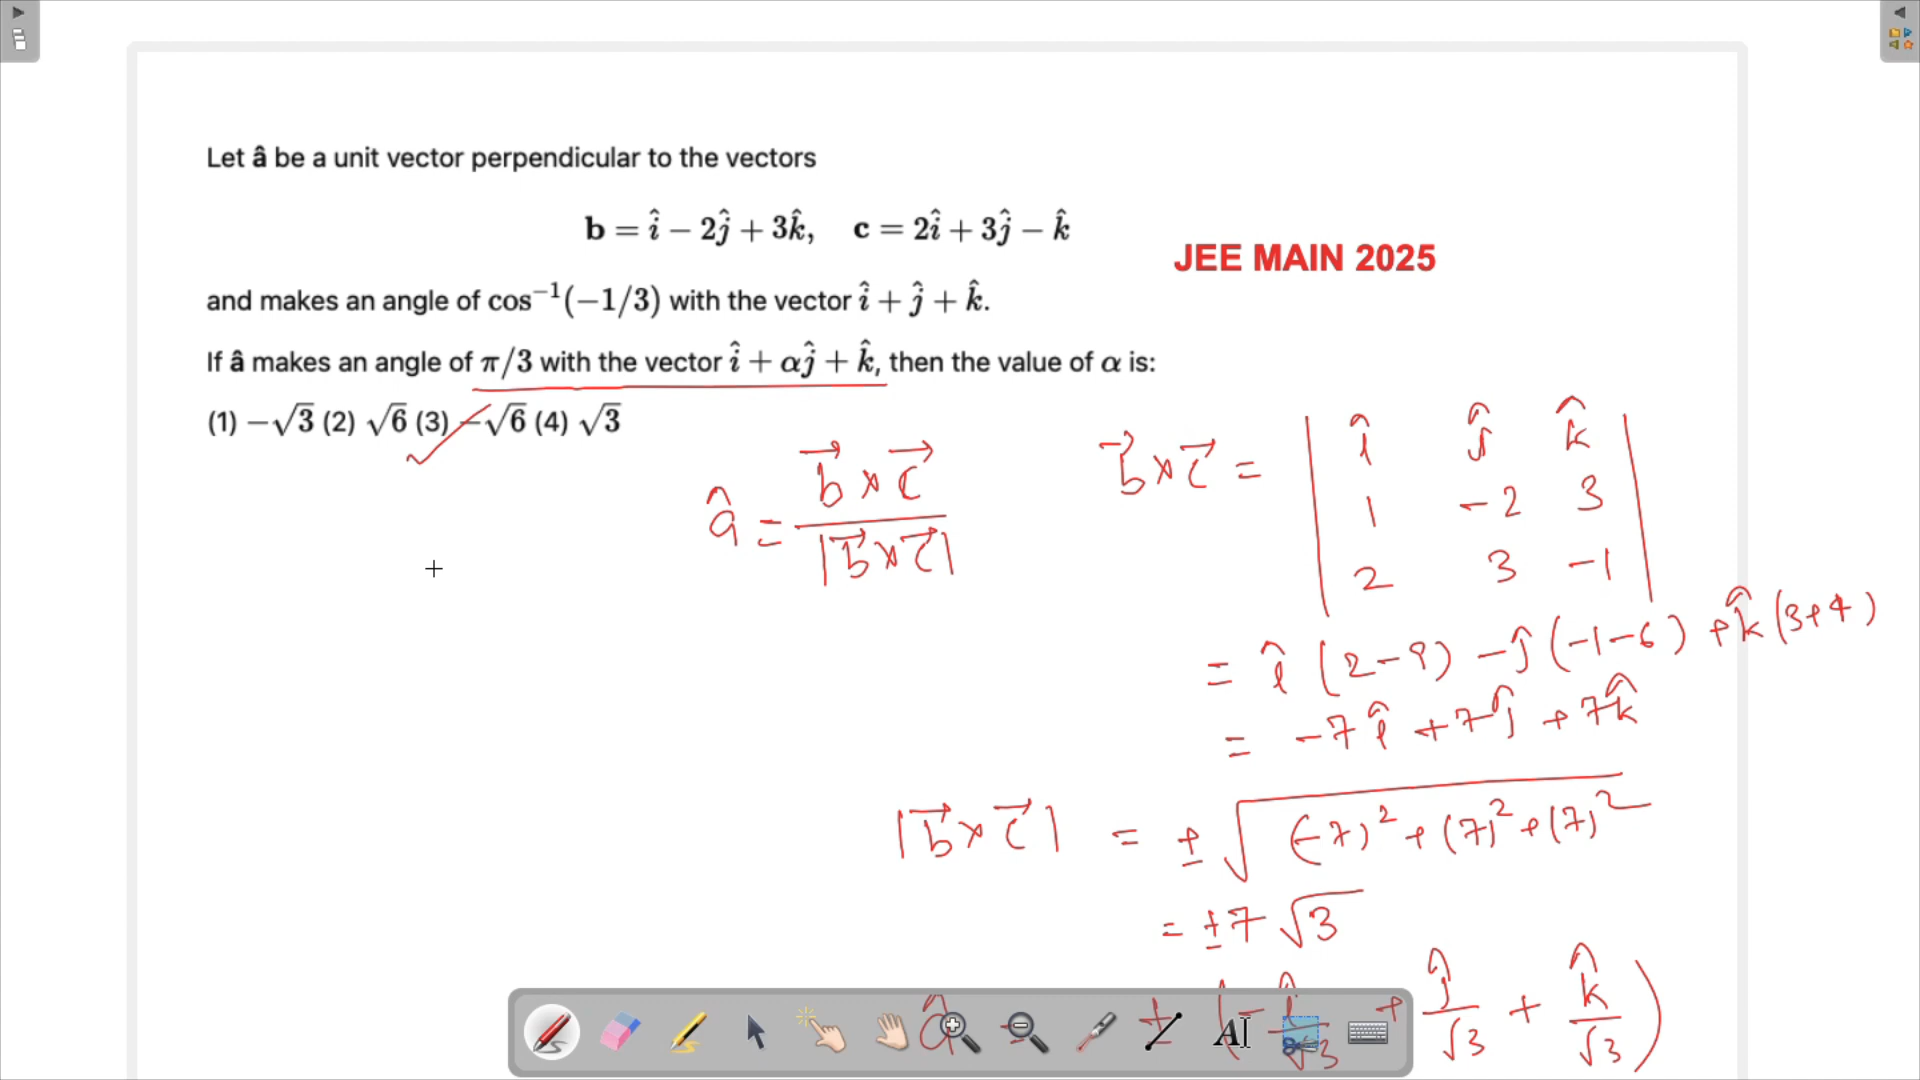 Let â be a unit vector perpendicular to the vectors
b = î − 2ĵ + 3k̂, c = 2î + 3ĵ − k̂
JEE MAIN 2025
and makes an angle of cos⁻¹(−1/3) with the vector î + ĵ + k̂.
If â makes an angle of π/3 with the vector î + αĵ + k̂, then the value of α is:
(1) −√3 (2) √6 (3) −√6 (4) √3
â = b⃗ × c⃗ / |b⃗ × c⃗|
b⃗ × c⃗ = | î ĵ k̂ |
1 −2 3
2 3 −1
= î (2−9) − ĵ (−1−6) + k̂ (3+4)
= −7î + 7ĵ + 7k̂
|b⃗ × c⃗| = ± √(−7)² + (7)² + (7)²
= ±7√3
â = ± (−î/√3 + ĵ/√3 + k̂/√3)